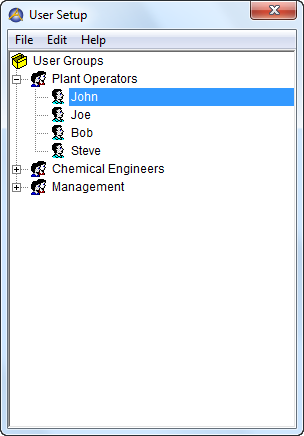 User Setup
File Edit Help
User Groups
Plant Operators
John
Joe
Bob
Steve
Chemical Engineers
Management